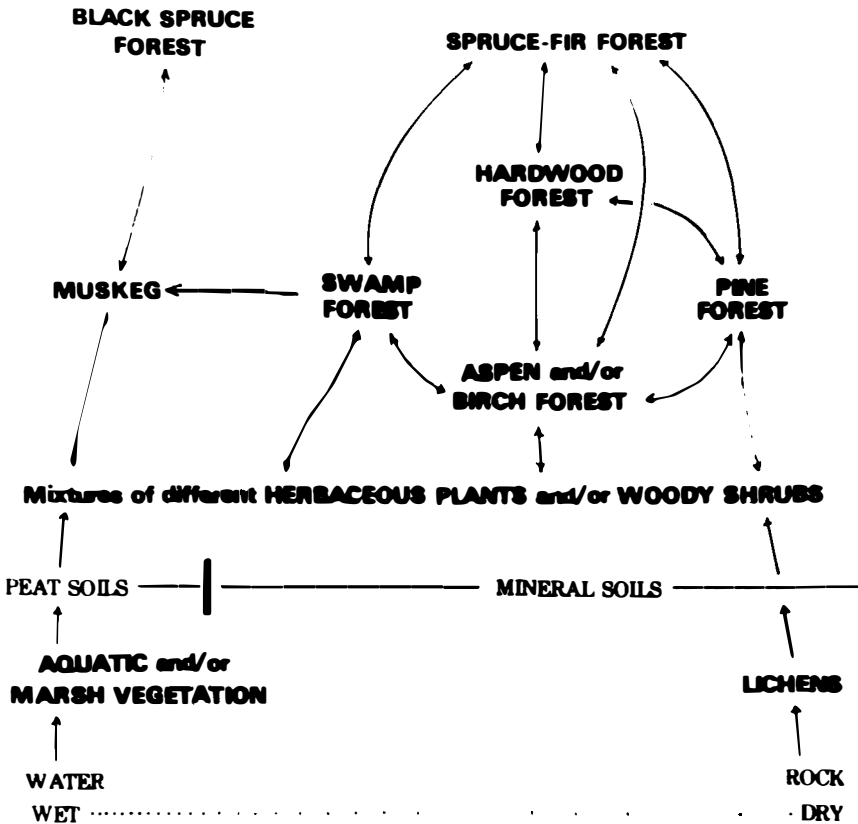 BLACK SPRUCE
FOREST
SPRUCE-FIR FOREST
HARDWOOD
FOREST
MUSKEG
SWAMP
FOREST
PINE
FOREST
ASPEN and/or
BIRCH FOREST
Mixtures of different HERBACEOUS PLANTS and/or WOODY SHRUBS
PEAT SOILS
MINERAL SOILS
AQUATIC and/or
MARSH VEGETATION
LICHENS
WATER
ROCK
WET
DRY